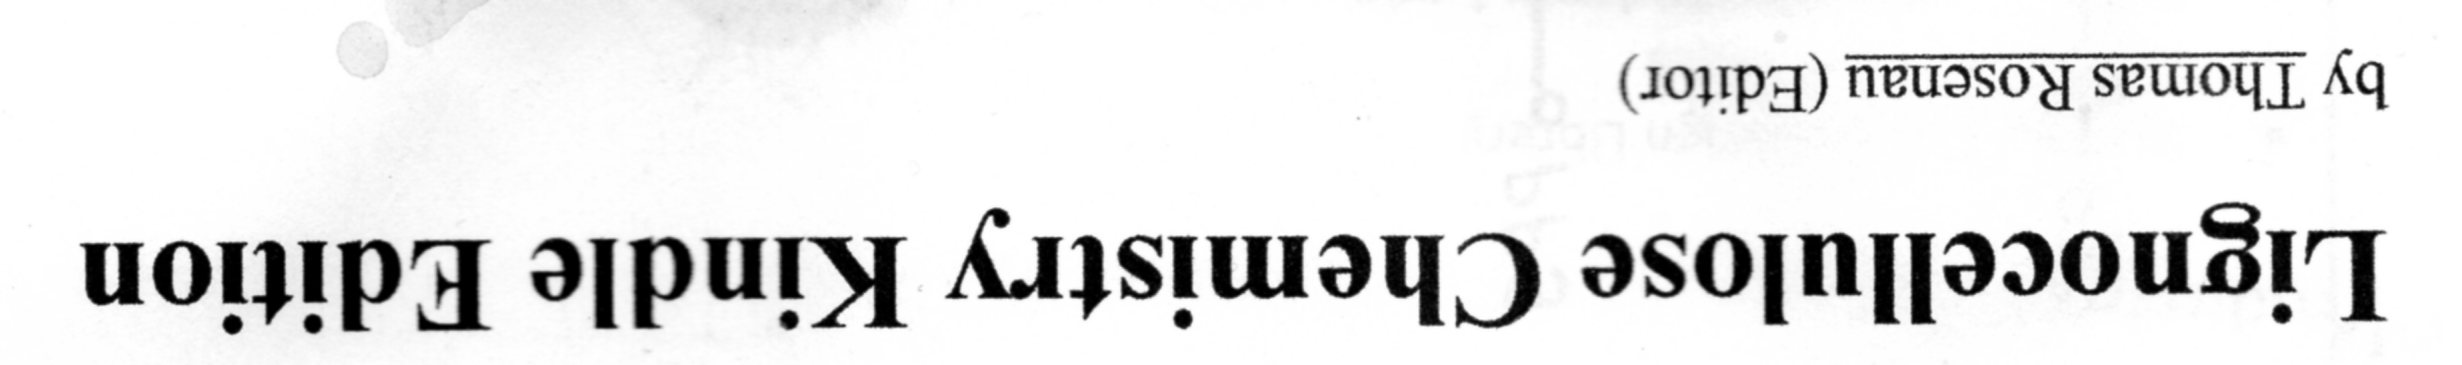 Lignocellulose Chemistry Kindle Edition
by Thomas Rosenau (Editor)